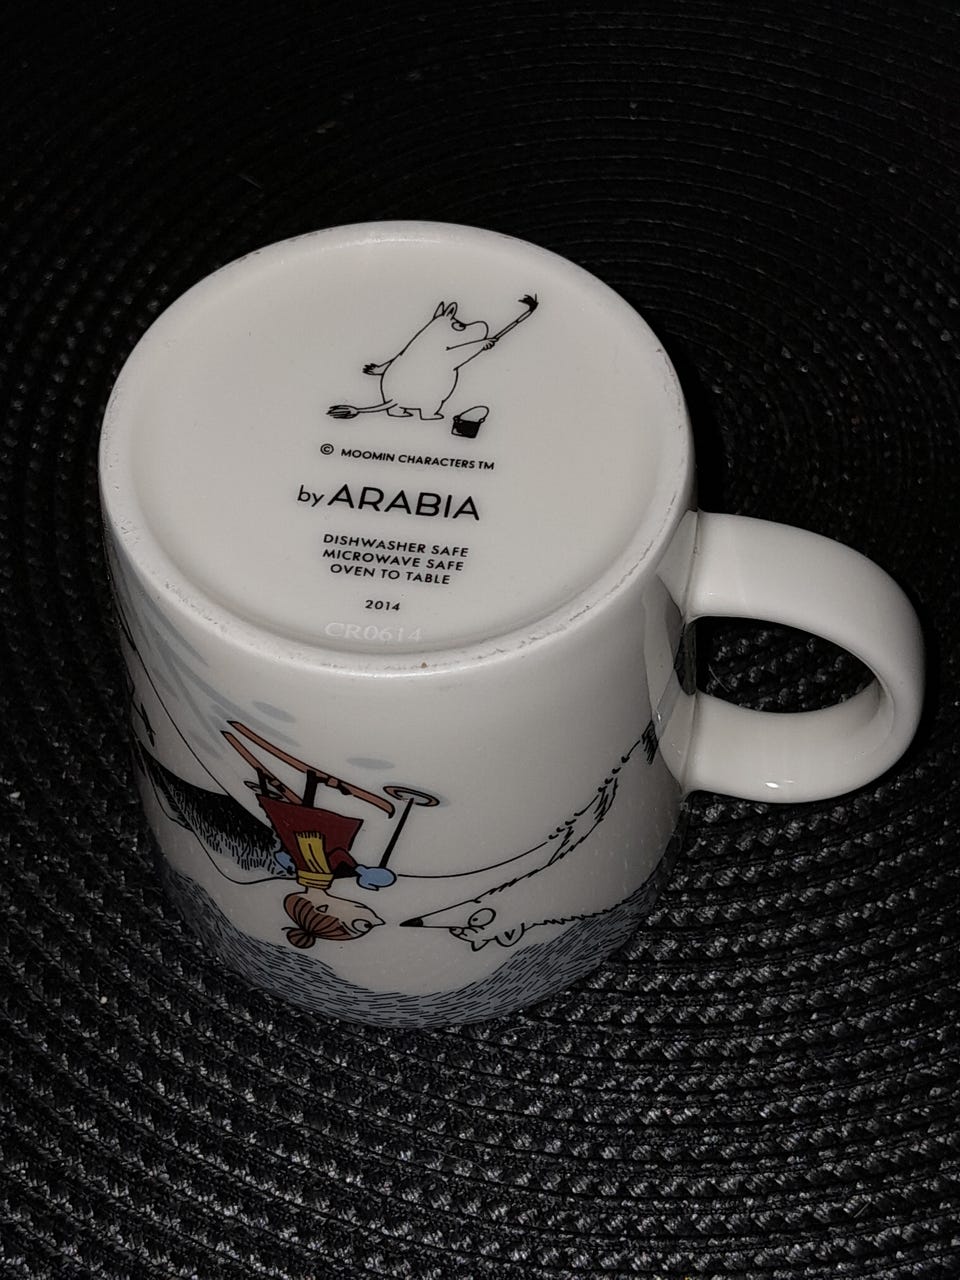 © MOOMIN CHARACTERS TM
by ARABIA
DISHWASHER SAFE
MICROWAVE SAFE
OVEN TO TABLE
2014
CR0614